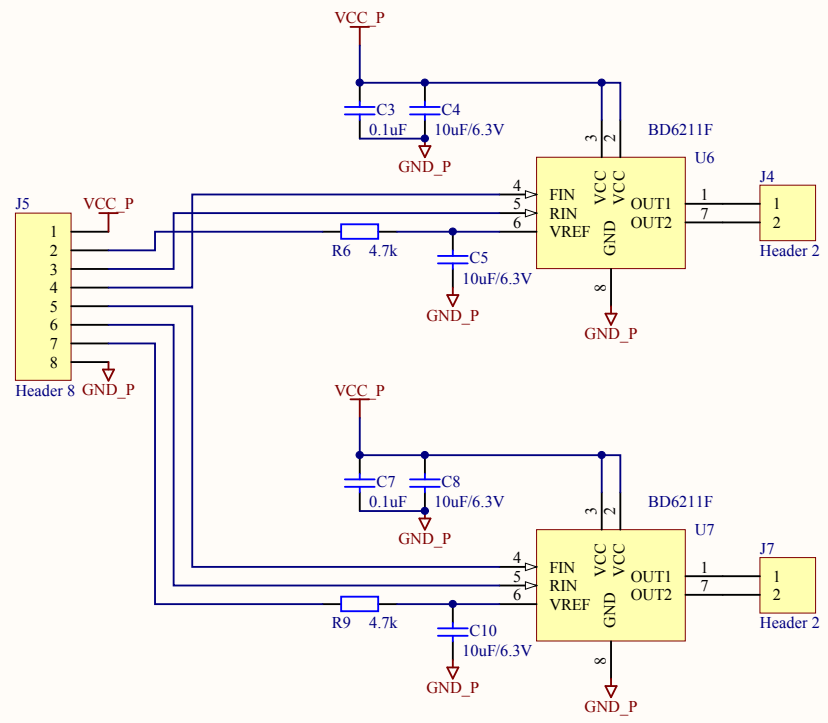 VCC_P
C3
0.1uF
C4
10uF/6.3V
GND_P
BD6211F
U6
3
2
VCC
VCC
4
FIN
5
RIN
6
VREF
GND
8
OUT1
1
OUT2
7
GND_P
J4
1
2
Header 2
J5
VCC_P
1
2
3
4
5
6
7
8
Header 8
GND_P
R6
4.7k
C5
10uF/6.3V
GND_P
VCC_P
C7
0.1uF
C8
10uF/6.3V
GND_P
BD6211F
U7
3
2
VCC
VCC
4
FIN
5
RIN
6
VREF
GND
8
OUT1
1
OUT2
7
GND_P
J7
1
2
Header 2
R9
4.7k
C10
10uF/6.3V
GND_P